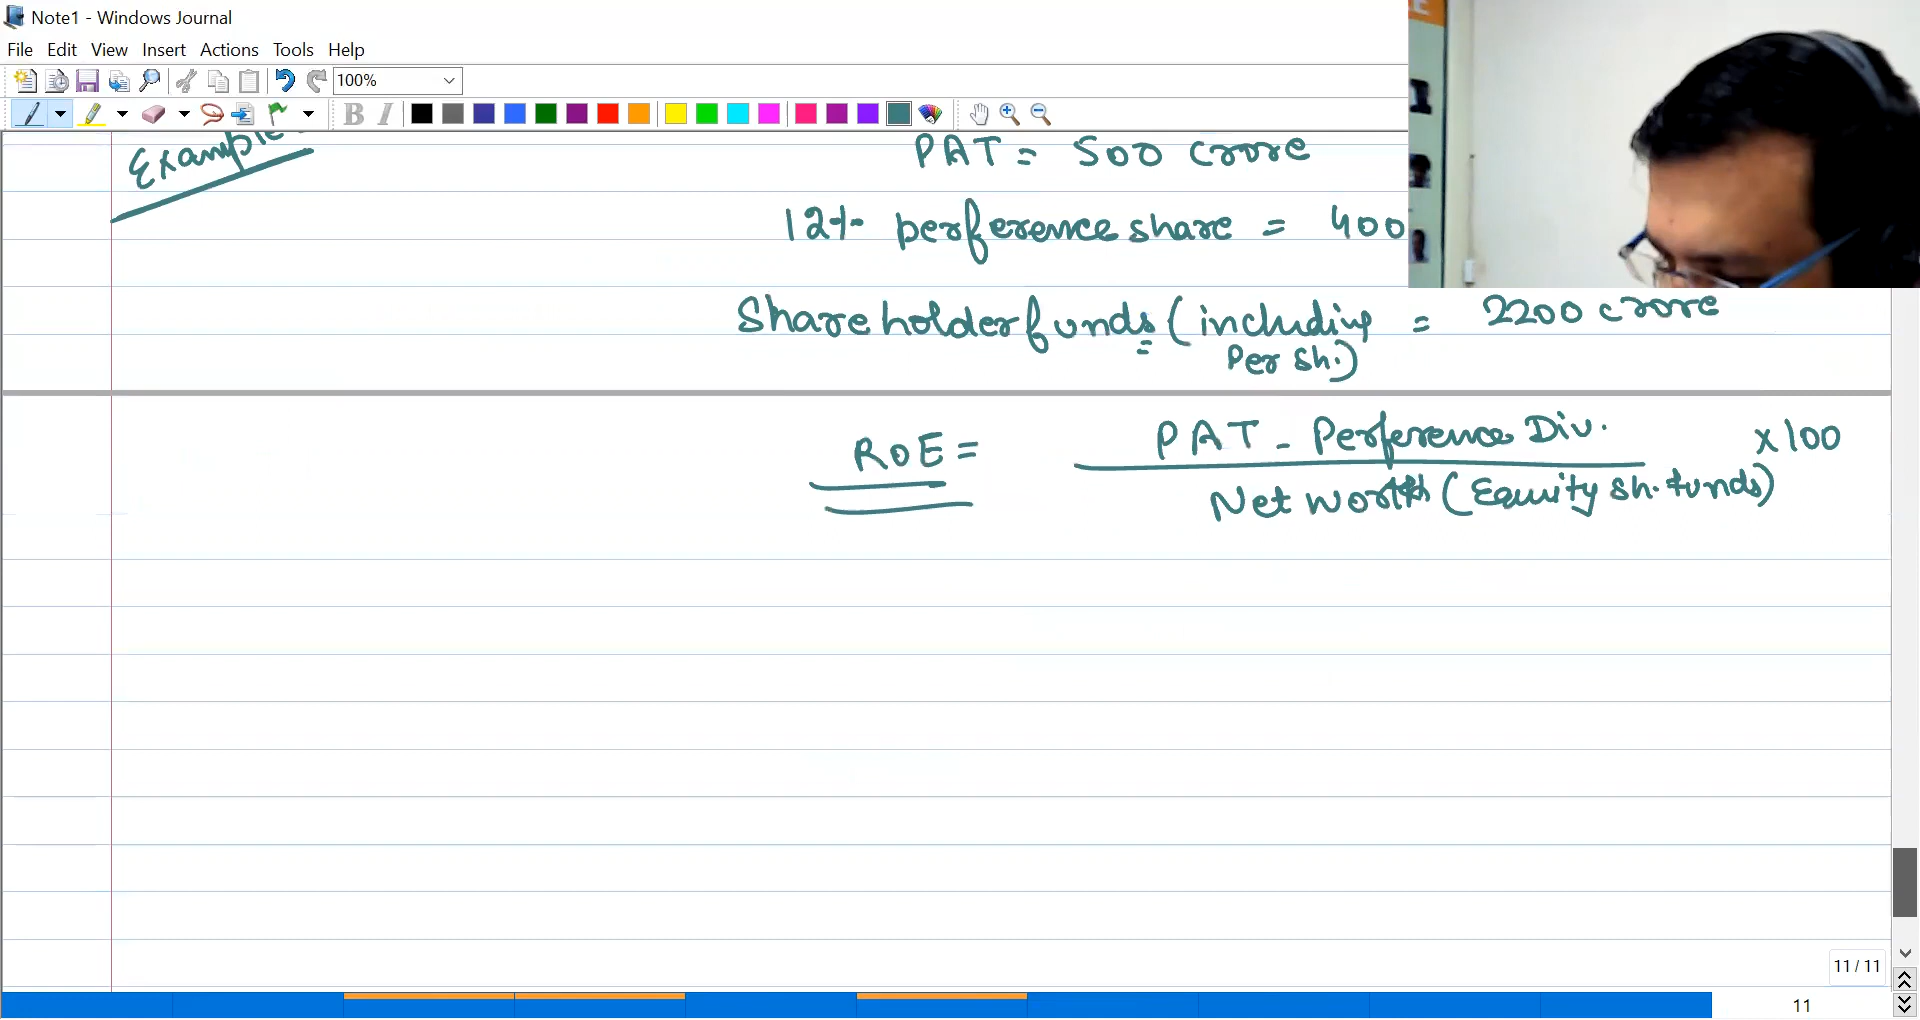 Note1 - Windows Journal
File Edit View Insert Actions Tools Help
100%
B I
Example
PAT = 500 crore
12% perference share = 400
Shareholder funds (including = 2200 crore
Per sh.)
ROE = PAT - Perference Div. x100
Net worth (Equity sh. funds)
11 / 11
11